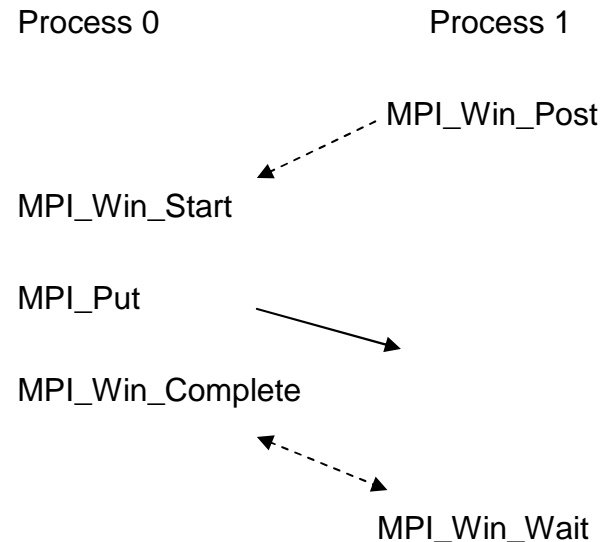 Process 0
Process 1
MPI_Win_Post
MPI_Win_Start
MPI_Put
MPI_Win_Complete
MPI_Win_Wait